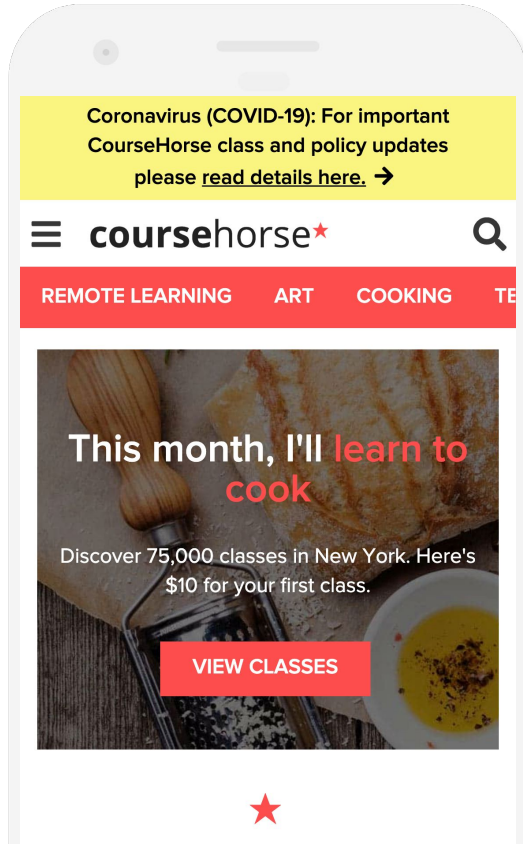 Coronavirus (COVID-19): For important
CourseHorse class and policy updates
please read details here. →
coursehorse
REMOTE LEARNING ART COOKING TE
This month, I'll learn to
cook
Discover 75,000 classes in New York. Here's
$10 for your first class.
VIEW CLASSES